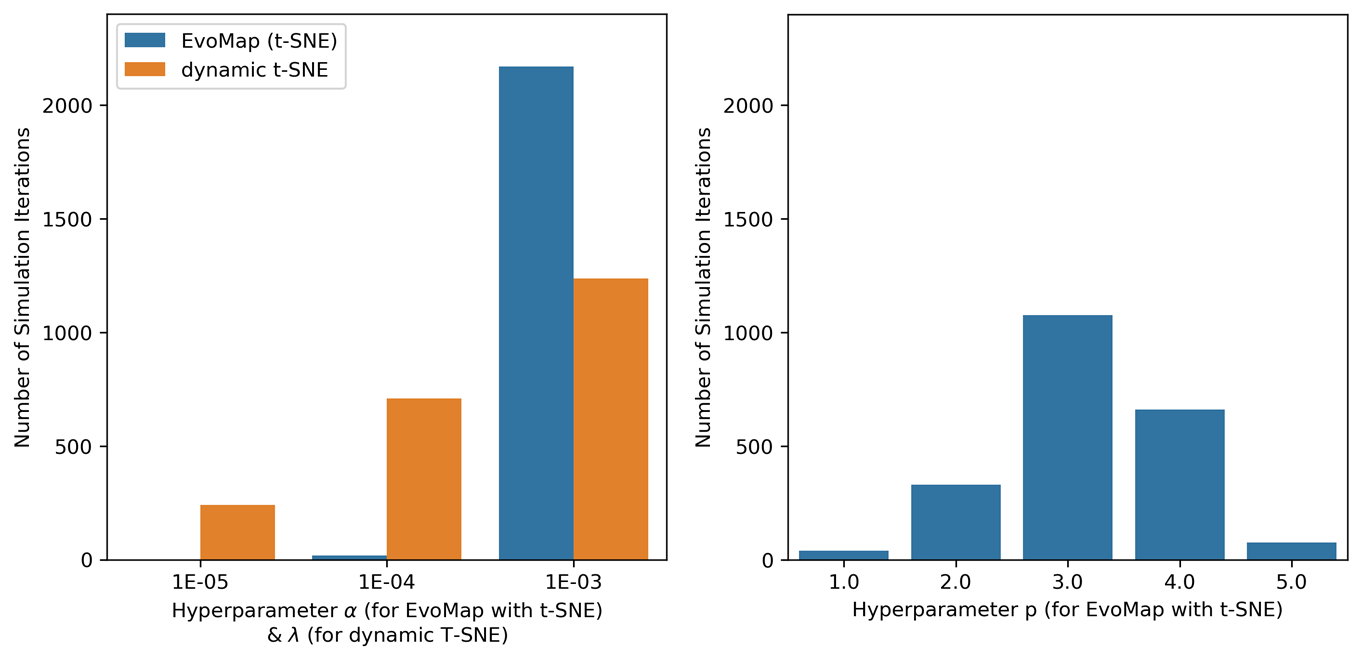 EvoMap (t-SNE)
dynamic t-SNE
Number of Simulation Iterations
2000
1500
1000
500
0
1E-05 1E-04 1E-03
Hyperparameter α (for EvoMap with t-SNE)
& λ (for dynamic T-SNE)
Number of Simulation Iterations
2000
1500
1000
500
0
1.0 2.0 3.0 4.0 5.0
Hyperparameter p (for EvoMap with t-SNE)